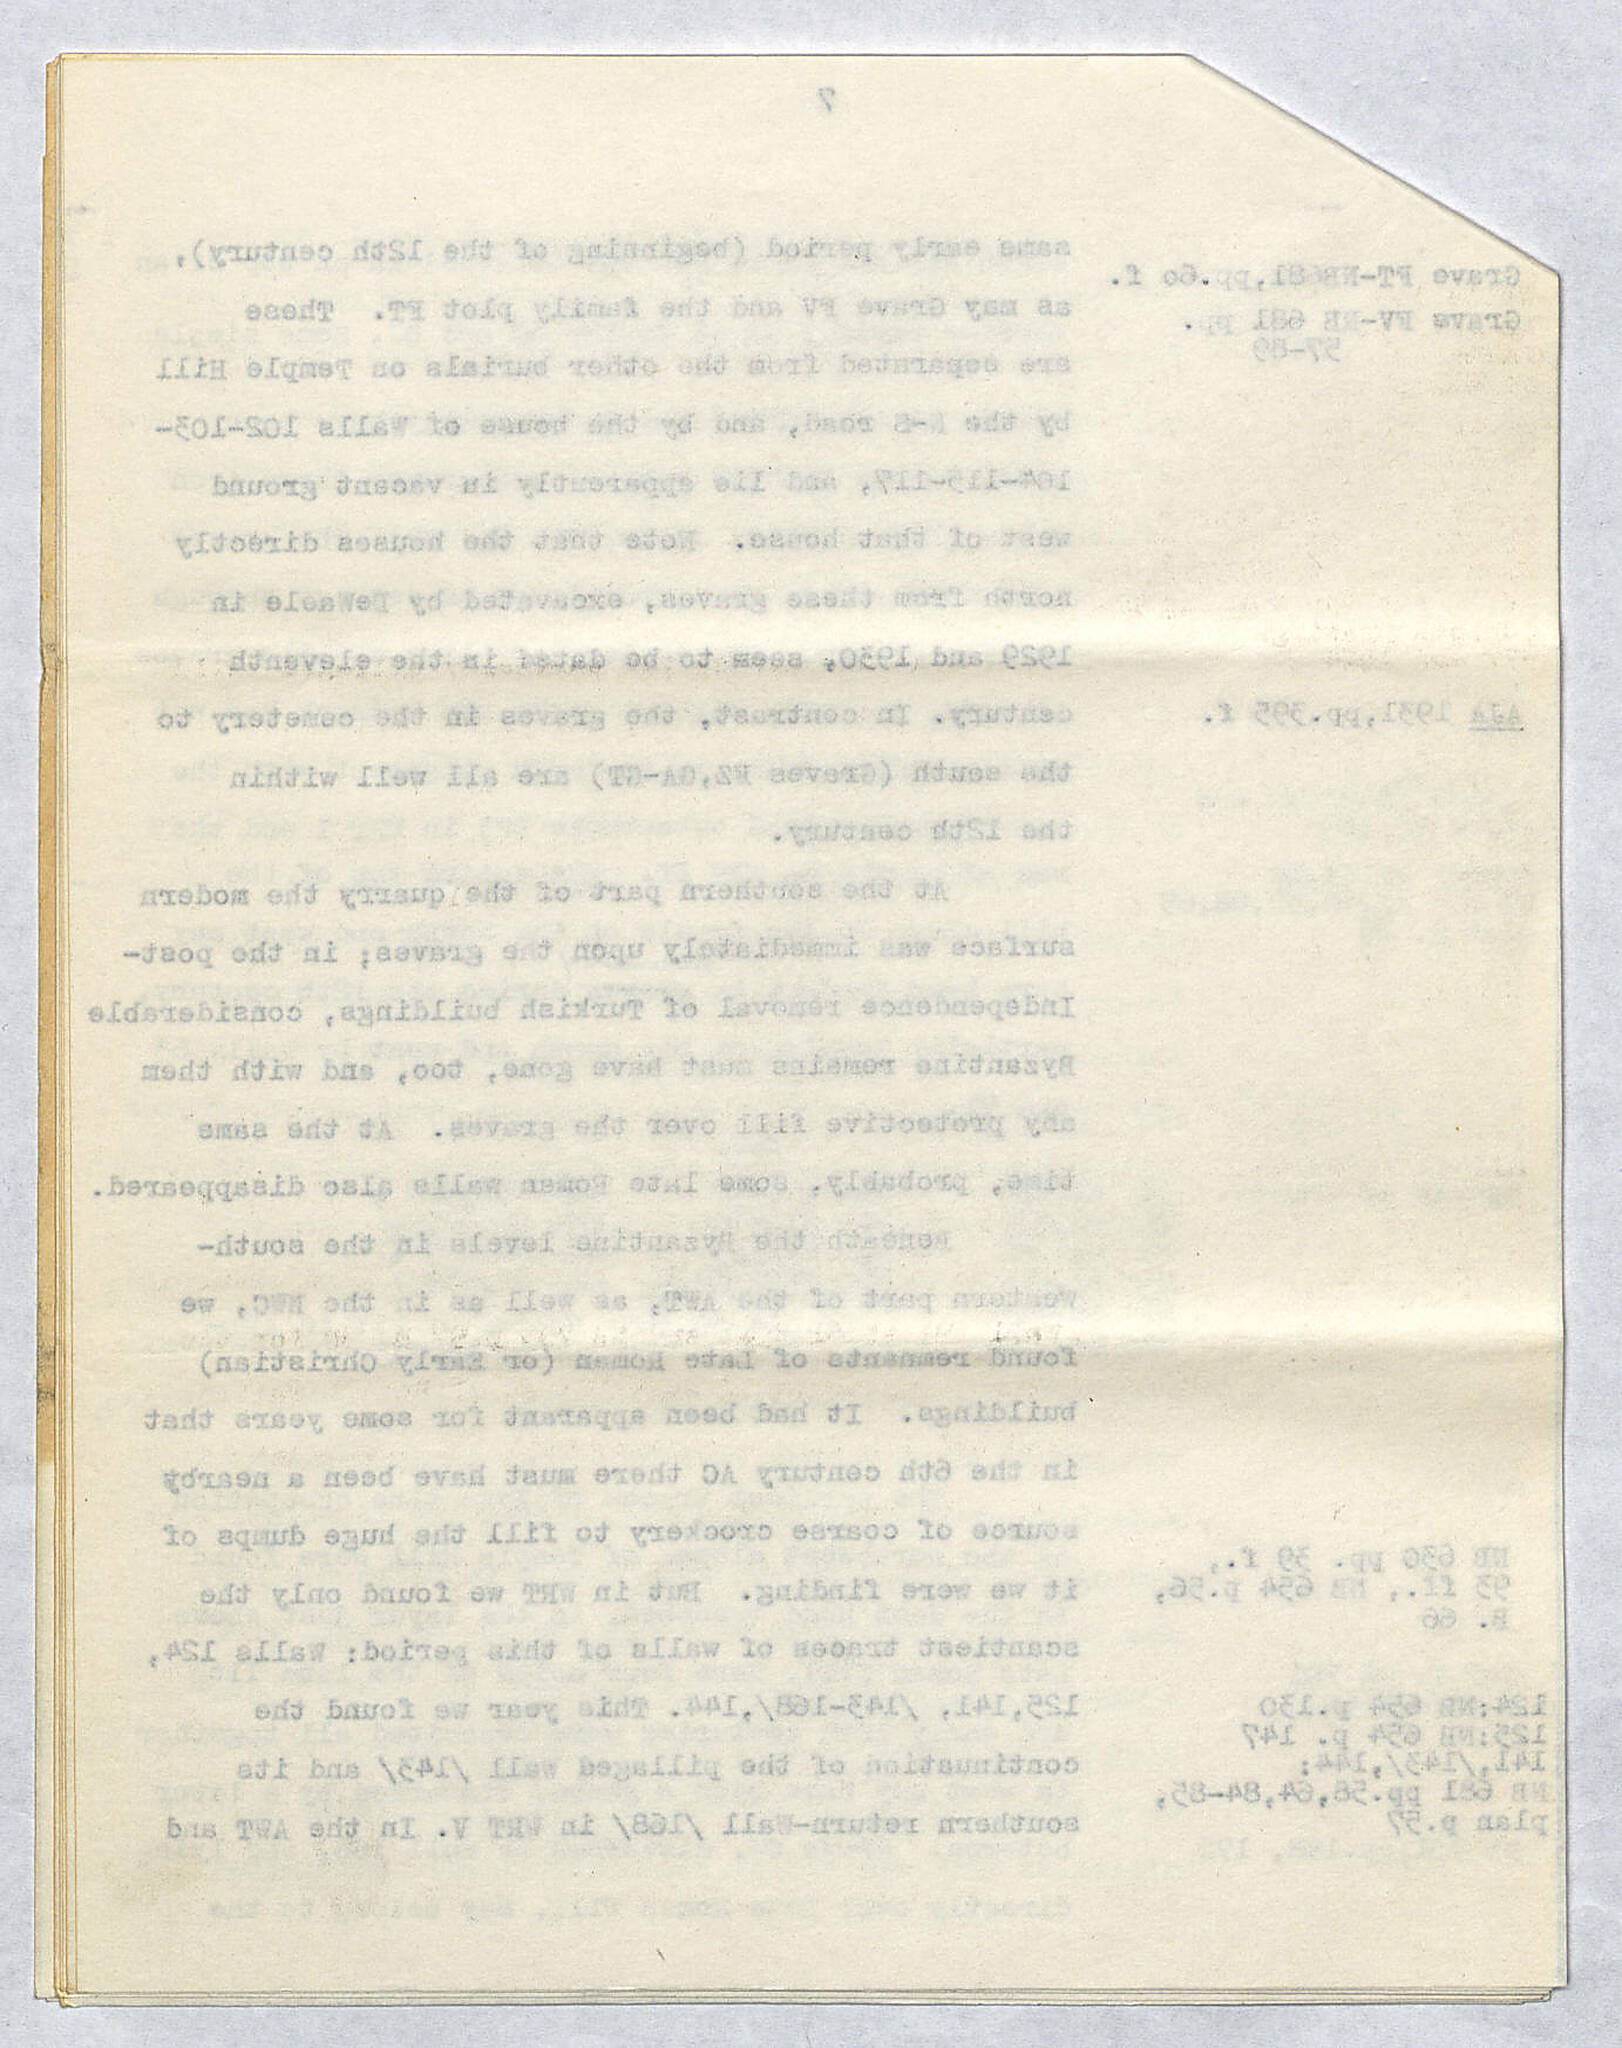 7
same early period (beginning of the 12th century),
as may Grave FV and the family plot FT. These
are separated from the other burials on Temple Hill
by the N-S road, and by the house of Walls 102-103-
104-115-117, and lie apparently in vacant ground
west of that house. Note that the houses directly
north from these graves, excavated by DeWaele in
1929 and 1930, seem to be dated in the eleventh
century. In contrast, the graves in the cemetery to
the south (Graves WZ,GA-GT) are all well within
the 12th century.
At the southern part of the quarry the modern
surface was immediately upon the graves; in the post-
Independence removal of Turkish buildings, considerable
Byzantine remains must have gone, too, and with them
any protective fill over the graves. At the same
time, probably, some late Roman walls also disappeared.
Beneath the Byzantine levels in the south-
western part of the AWT, as well as in the NWC, we
found remnants of Late Roman (or Early Christian)
buildings. It had been apparent for some years that
in the 6th century AC there must have been a nearby
source of coarse crockery to fill the huge dumps of
it we were finding. But in WRT we found only the
scantiest traces of walls of this period: Walls 124,
125,141, /143-168/,144. This year we found the
continuation of the pillaged wall /143/ and its
southern return-Wall /168/ in WRT V. In the AWT and
Grave FT-NB681,pp.60 f.
Grave FV-NB 681 pp.
57-89
AJA 1931,pp.395 f.
NB 636 pp. 39 f.,
93 ff., NB 654 p.56,
B. 66
124:NB 654 p.130
125:NB 654 p. 147
141,/143/,144:
NB 681 pp.56,64,84-85,
plan p.57